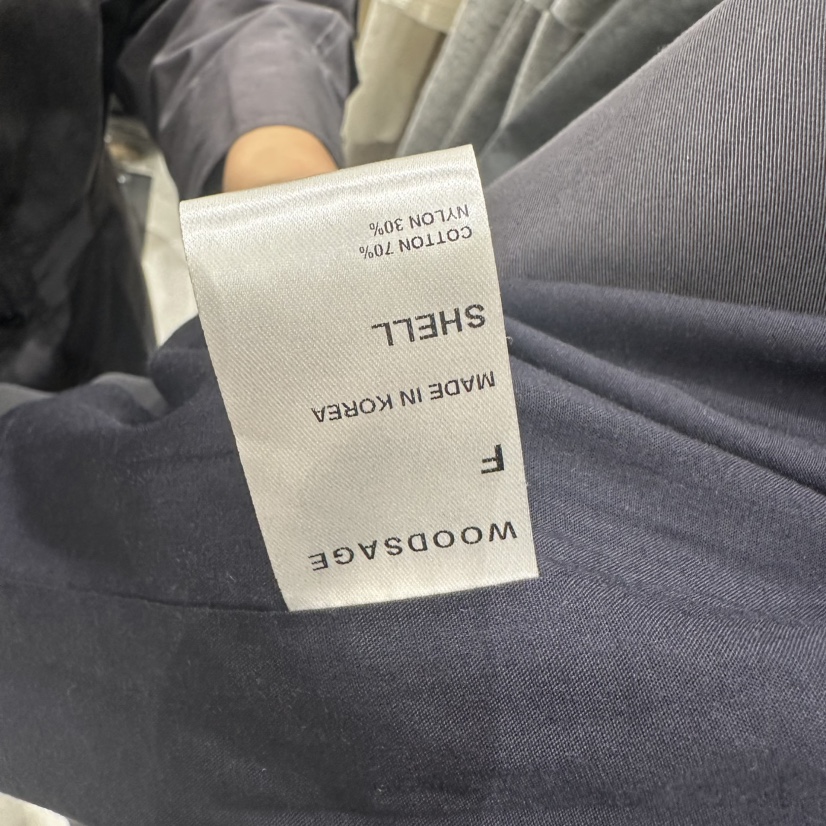 WOODSAGE
F
MADE IN KOREA
SHELL
COTTON 70%
NYLON 30%